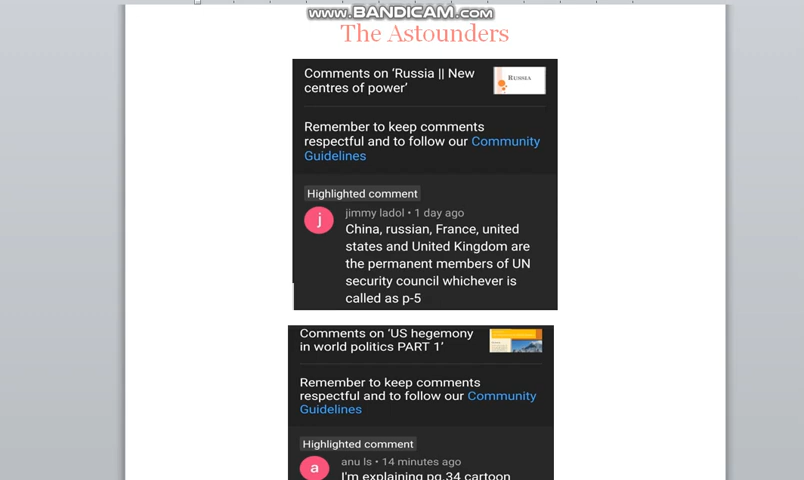 www.BANDICAM.com
The Astounders
Comments on ‘Russia || New
centres of power’
RUSSIA
Remember to keep comments
respectful and to follow our Community
Guidelines
Highlighted comment
j
jimmy ladol • 1 day ago
China, russian, France, united
states and United Kingdom are
the permanent members of UN
security council whichever is
called as p-5
Comments on ‘US hegemony
in world politics PART 1’
Remember to keep comments
respectful and to follow our Community
Guidelines
Highlighted comment
a
anu ls • 14 minutes ago
I'm explaining pg.34 cartoon